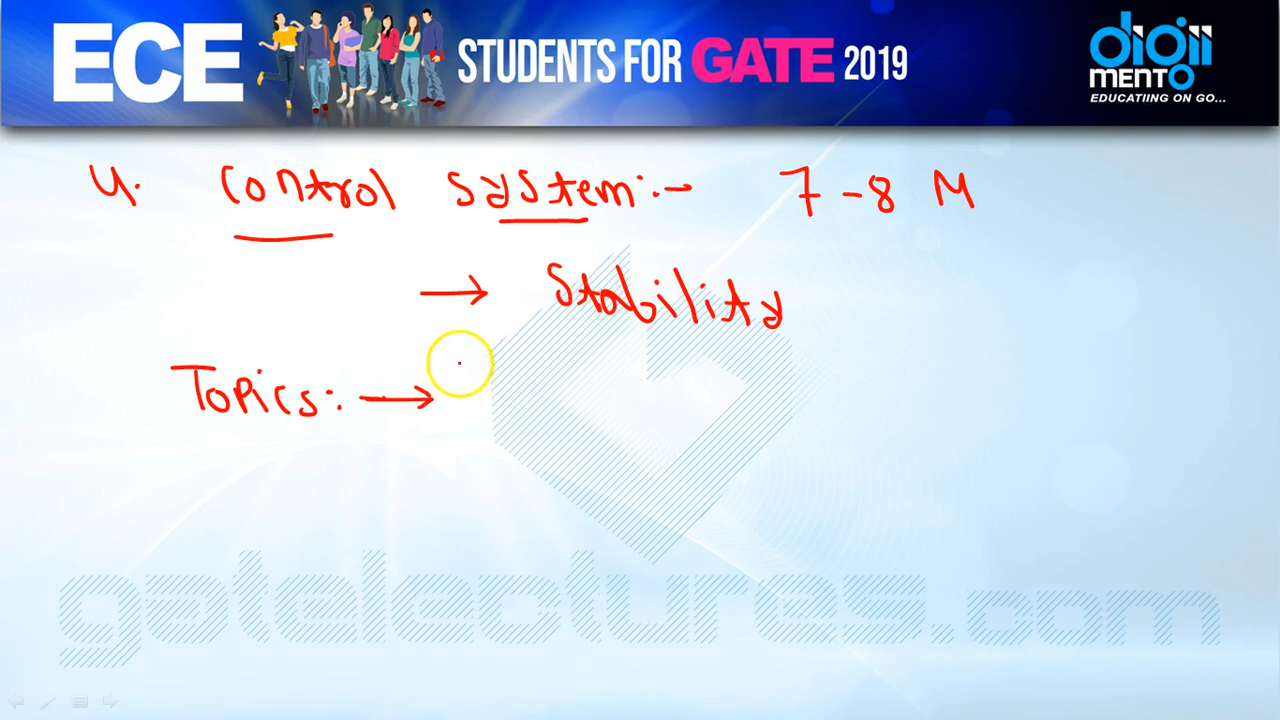 ECE STUDENTS FOR GATE 2019
digii
MENTO
EDUCATIING ON GO...
4. Control system:- 7-8 M
→ Stability
Topics: →
gatelectures.com